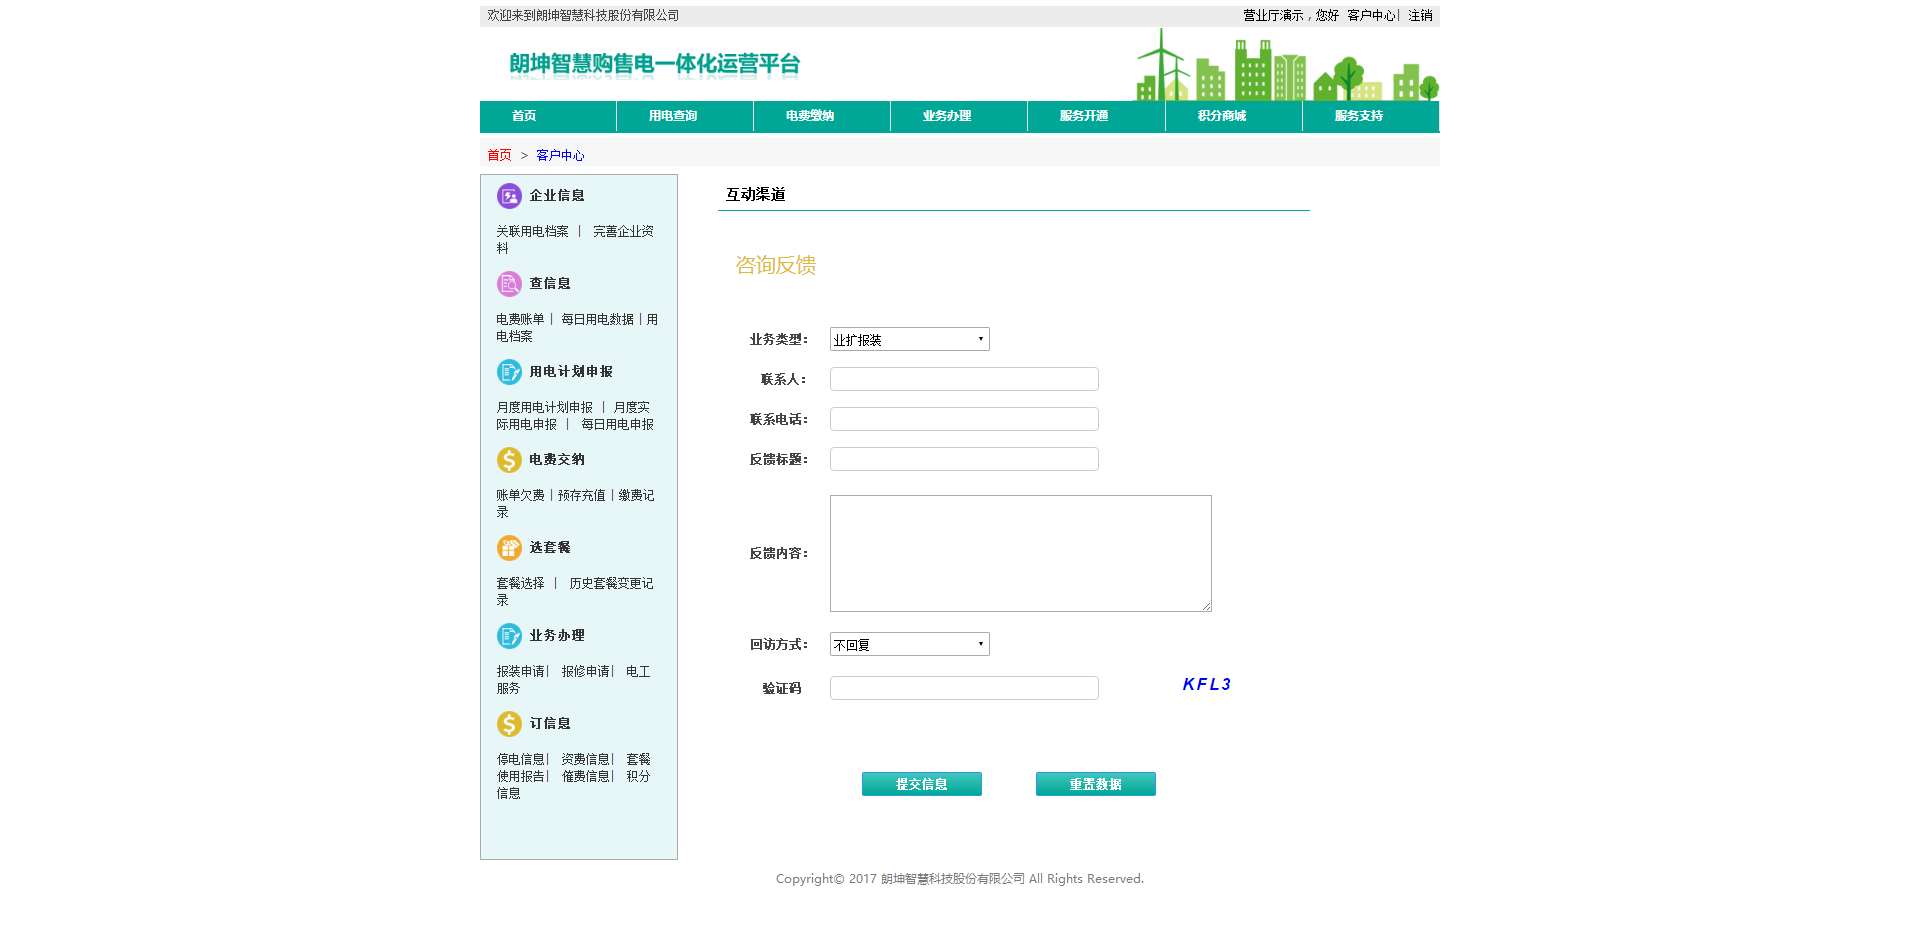 欢迎来到朗坤智慧科技股份有限公司
营业厅演示，您好 客户中心| 注销
朗坤智慧购售电一体化运营平台
首页 用电查询 电费缴纳 业务办理 服务开通 积分商城 服务支持
首页 > 客户中心
企业信息
关联用电档案 | 完善企业资
料
查信息
电费账单 | 每日用电数据 | 用
电档案
用电计划申报
月度用电计划申报 | 月度实
际用电申报 | 每日用电申报
电费交纳
账单欠费 | 预存充值 | 缴费记
录
选套餐
套餐选择 | 历史套餐变更记
录
业务办理
报装申请| 报修申请| 电工
服务
订信息
停电信息| 资费信息| 套餐
使用报告| 催费信息| 积分
信息
互动渠道
咨询反馈
业务类型： 业扩报装
联系人：
联系电话：
反馈标题：
反馈内容：
回访方式： 不回复
验证码 KFL3
提交信息 重置数据
Copyright© 2017 朗坤智慧科技股份有限公司 All Rights Reserved.